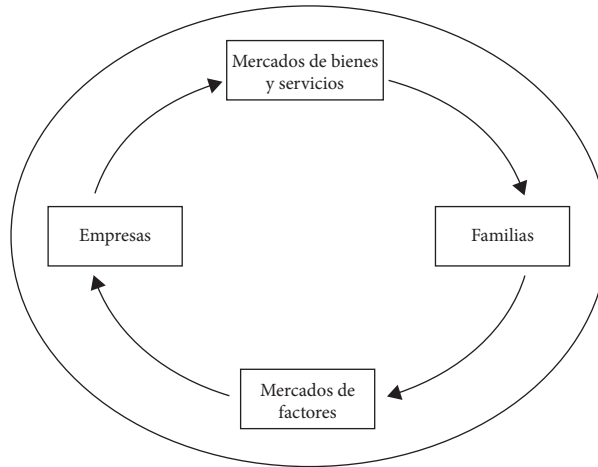 Mercados de bienes
y servicios
Empresas
Familias
Mercados de
factores